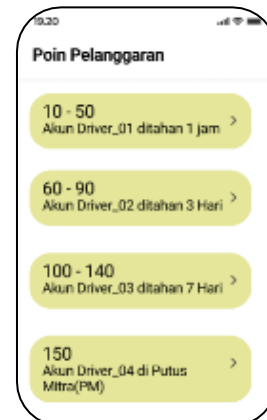 19.20
Poin Pelanggaran
10 - 50
Akun Driver_01 ditahan 1 jam
60 - 90
Akun Driver_02 ditahan 3 Hari
100 - 140
Akun Driver_03 ditahan 7 Hari
150
Akun Driver_04 di Putus
Mitra(PM)